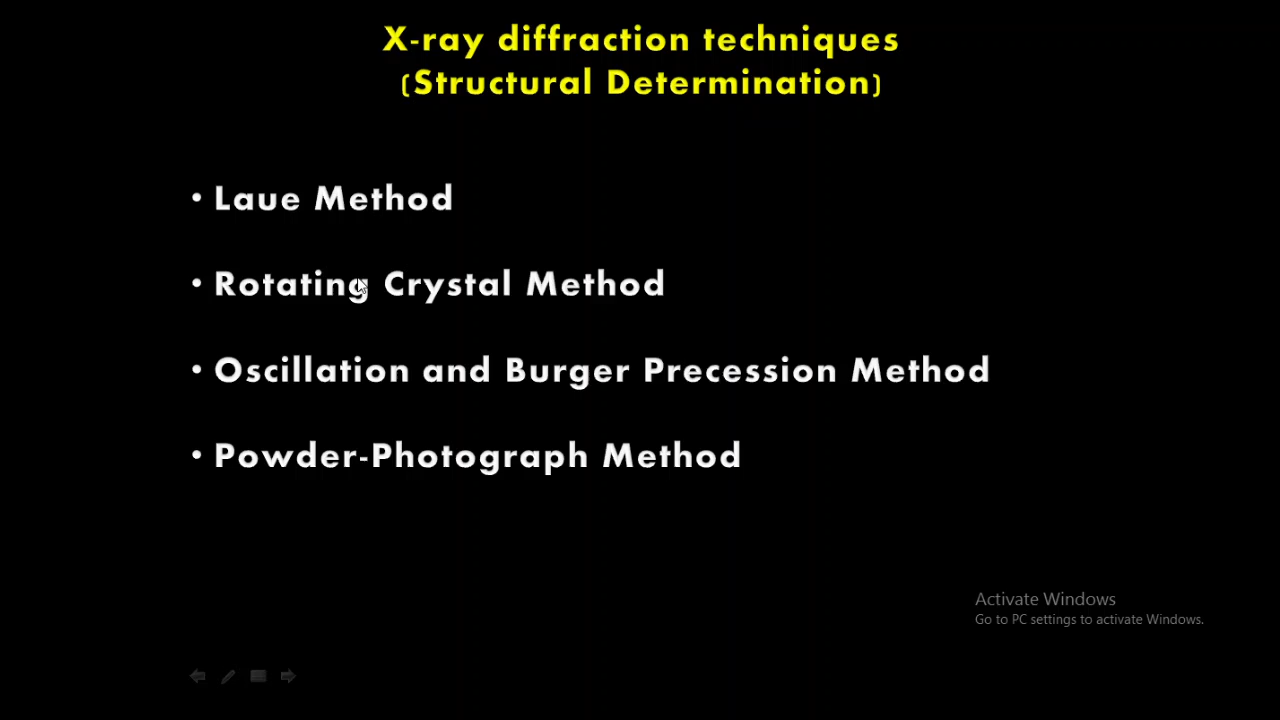 X-ray diffraction techniques
(Structural Determination)
• Laue Method
• Rotating Crystal Method
• Oscillation and Burger Precession Method
• Powder-Photograph Method
Activate Windows
Go to PC settings to activate Windows.